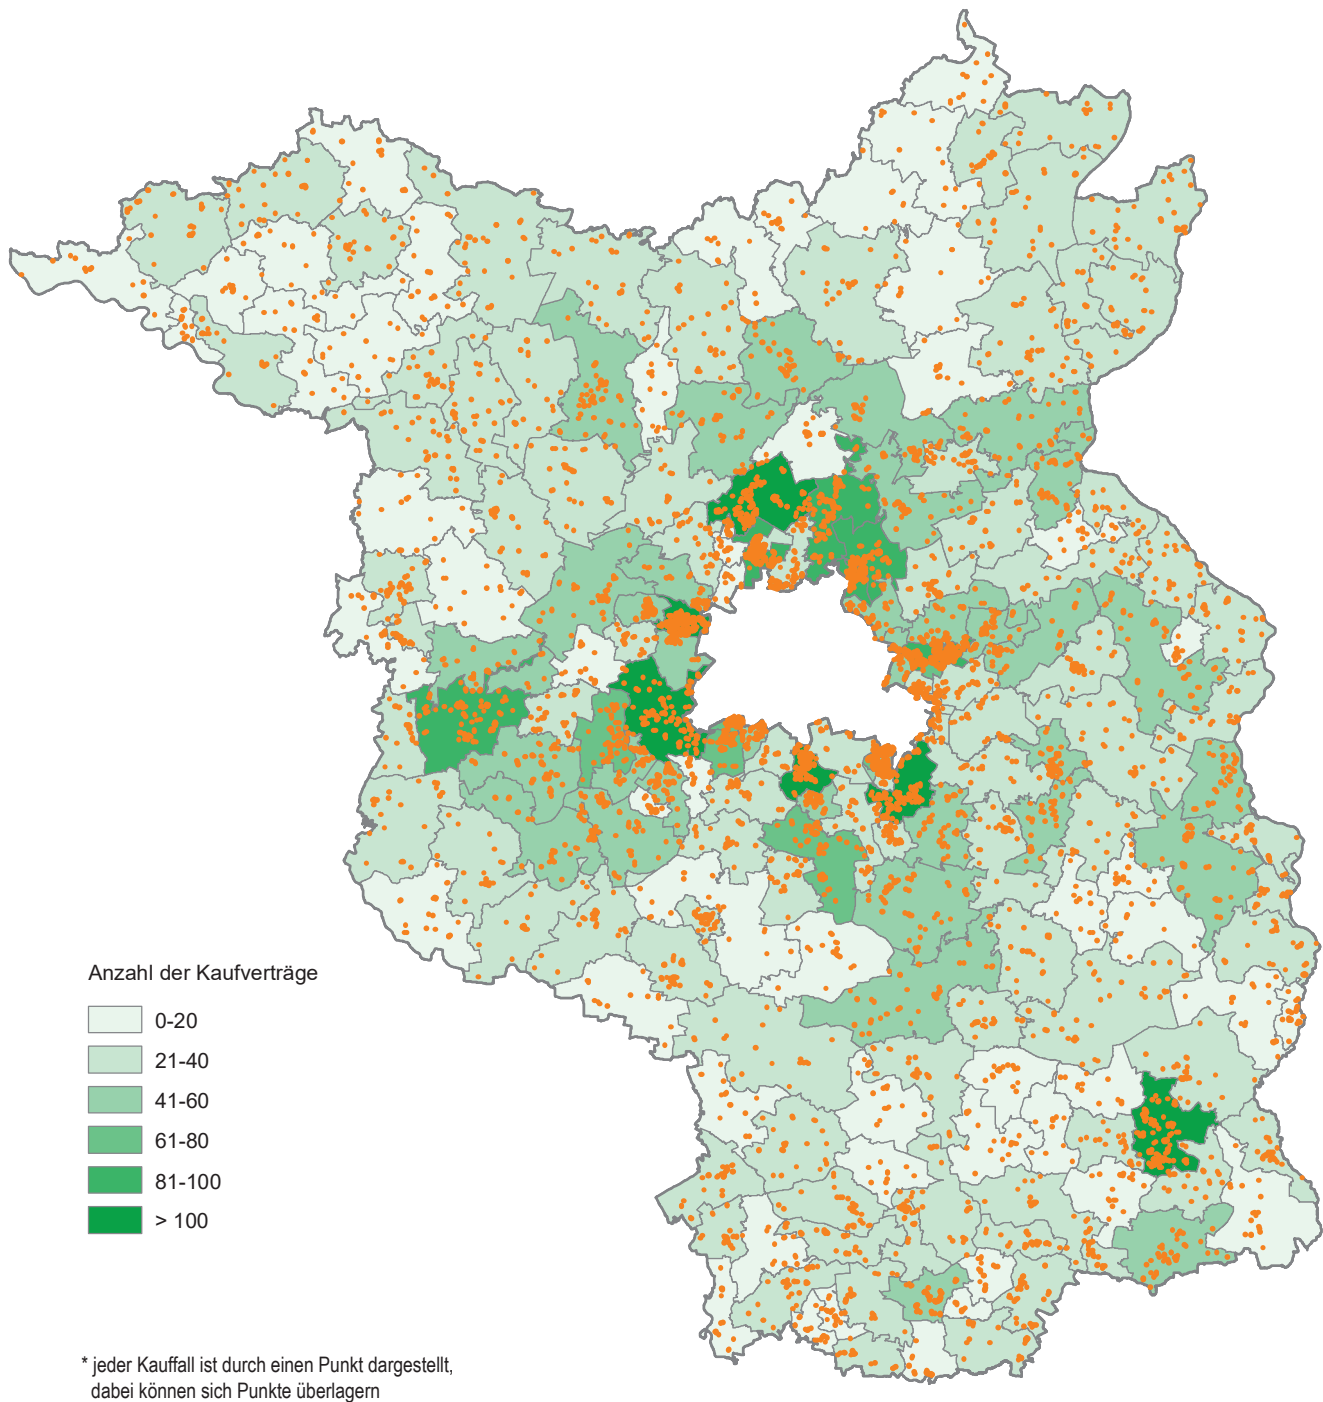 Anzahl der Kaufverträge
0-20
21-40
41-60
61-80
81-100
> 100
* jeder Kauffall ist durch einen Punkt dargestellt,
dabei können sich Punkte überlagern